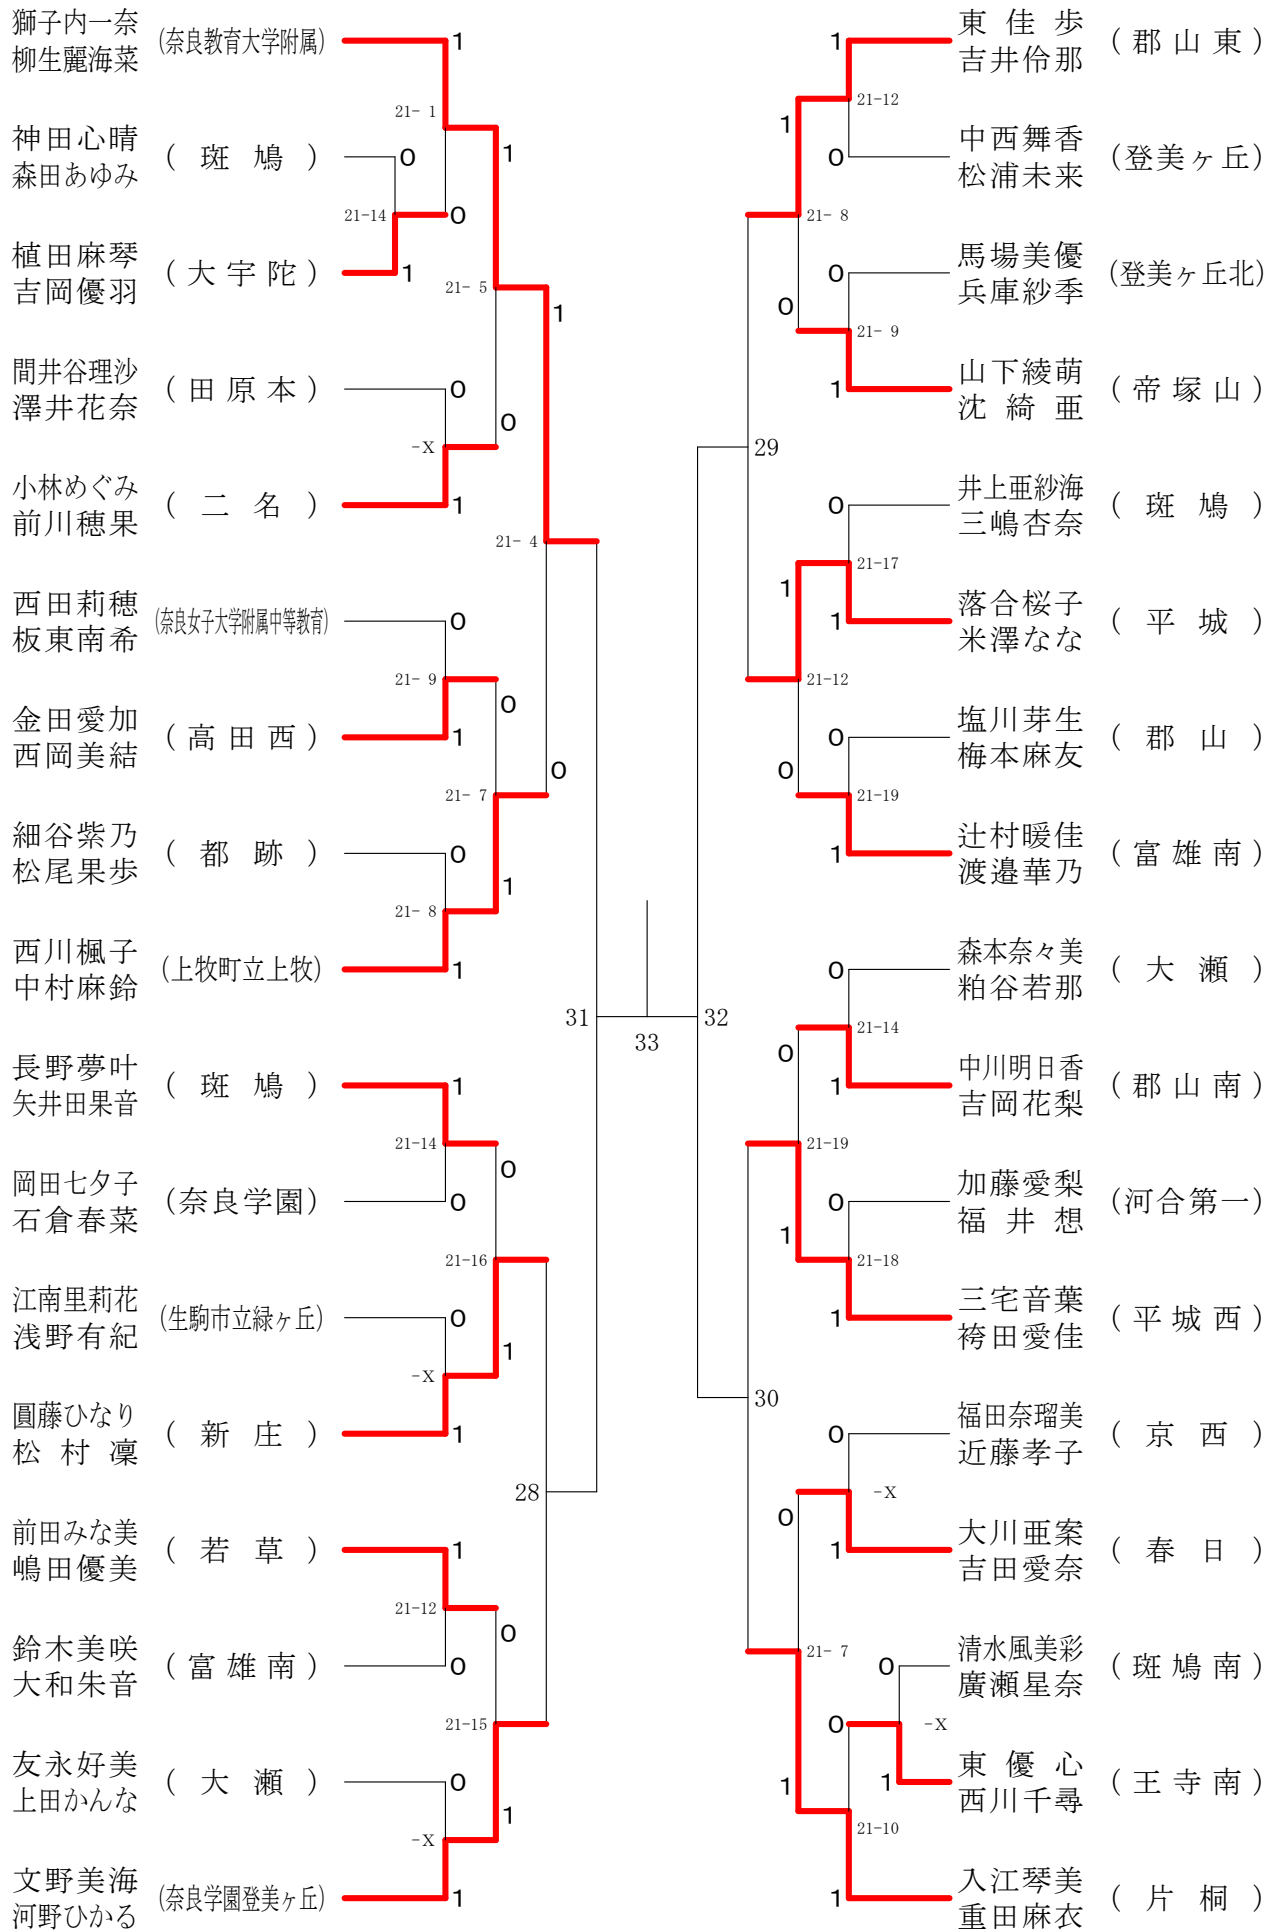 獅子内一奈
柳生麗海菜
(奈良教育大学附属)
1
21- 1
神田心晴
森田あゆみ
( 斑 鳩 )
0
1
21-14
0
植田麻琴
吉岡優羽
( 大 宇 陀 )
1
21- 5
1
間井谷理沙
澤井花奈
( 田 原 本 )
0
0
-X
小林めぐみ
前川穂果
( 二 名 )
1
21- 4
西田莉穂
板東南希
(奈良女子大学附属中等教育)
0
21- 9
0
金田愛加
西岡美結
( 高 田 西 )
1
0
21- 7
細谷紫乃
松尾果歩
( 都 跡 )
0
1
21- 8
西川楓子
中村麻鈴
(上牧町立上牧)
1
31
33
32
長野夢叶
矢井田果音
( 斑 鳩 )
1
21-14
0
岡田七夕子
石倉春菜
(奈良学園)
0
21-16
江南里莉花
浅野有紀
(生駒市立緑ヶ丘)
0
1
-X
圓藤ひなり
松 村 凜
( 新 庄 )
1
28
前田みな美
嶋田優美
( 若 草 )
1
21-12
0
鈴木美咲
大和朱音
( 富 雄 南 )
0
21-15
友永好美
上田かんな
( 大 瀬 )
0
1
-X
文野美海
河野ひかる
(奈良学園登美ヶ丘)
1
1
東 佳 歩
吉井伶那
( 郡 山 東 )
21-12
1
0
中西舞香
松浦未来
(登美ヶ丘)
21- 8
0
馬場美優
兵庫紗季
(登美ヶ丘北)
0
21- 9
1
山下綾萌
沈 綺 亜
( 帝 塚 山 )
29
0
井上亜紗海
三嶋杏奈
( 斑 鳩 )
21-17
1
1
落合桜子
米澤なな
( 平 城 )
21-12
0
塩川芽生
梅本麻友
( 郡 山 )
0
21-19
1
辻村暖佳
渡邉華乃
( 富 雄 南 )
0
森本奈々美
粕谷若那
( 大 瀬 )
21-14
0
1
中川明日香
吉岡花梨
( 郡 山 南 )
21-19
0
加藤愛梨
福 井 想
(河合第一)
1
21-18
1
三宅音葉
袴田愛佳
( 平 城 西 )
30
0
福田奈瑠美
近藤孝子
( 京 西 )
-X
0
1
大川亜案
吉田愛奈
( 春 日 )
21- 7
0
清水風美彩
廣瀬星奈
( 斑 鳩 南 )
0
-X
1
1
東 優 心
西川千尋
( 王 寺 南 )
21-10
1
入江琴美
重田麻衣
( 片 桐 )